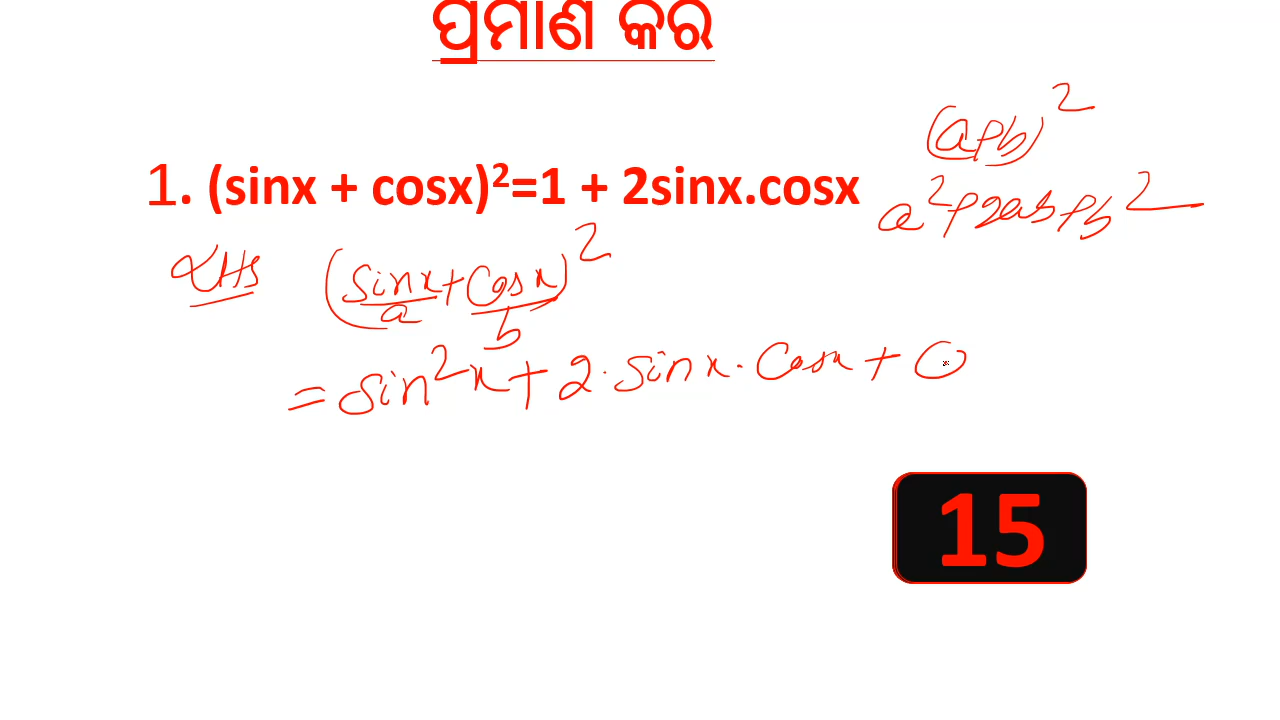 ପ୍ରମାଣ କର
(a+b)²
1. (sinx + cosx)²=1 + 2sinx.cosx
a²+2ab+b²
LHS (sinx+cosx)²
a b
= sin²x + 2·sinx·cosx +
15